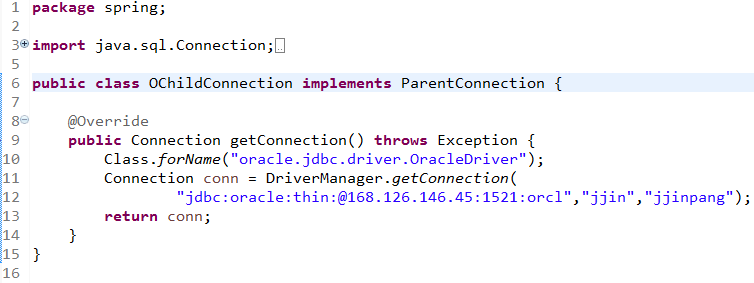 1 package spring;
2
3 import java.sql.Connection;
5
6 public class OChildConnection implements ParentConnection {
7
8 @Override
9 public Connection getConnection() throws Exception {
10 Class.forName("oracle.jdbc.driver.OracleDriver");
11 Connection conn = DriverManager.getConnection(
12 "jdbc:oracle:thin:@168.126.146.45:1521:orcl","jjin","jjinpang");
13 return conn;
14 }
15 }
16